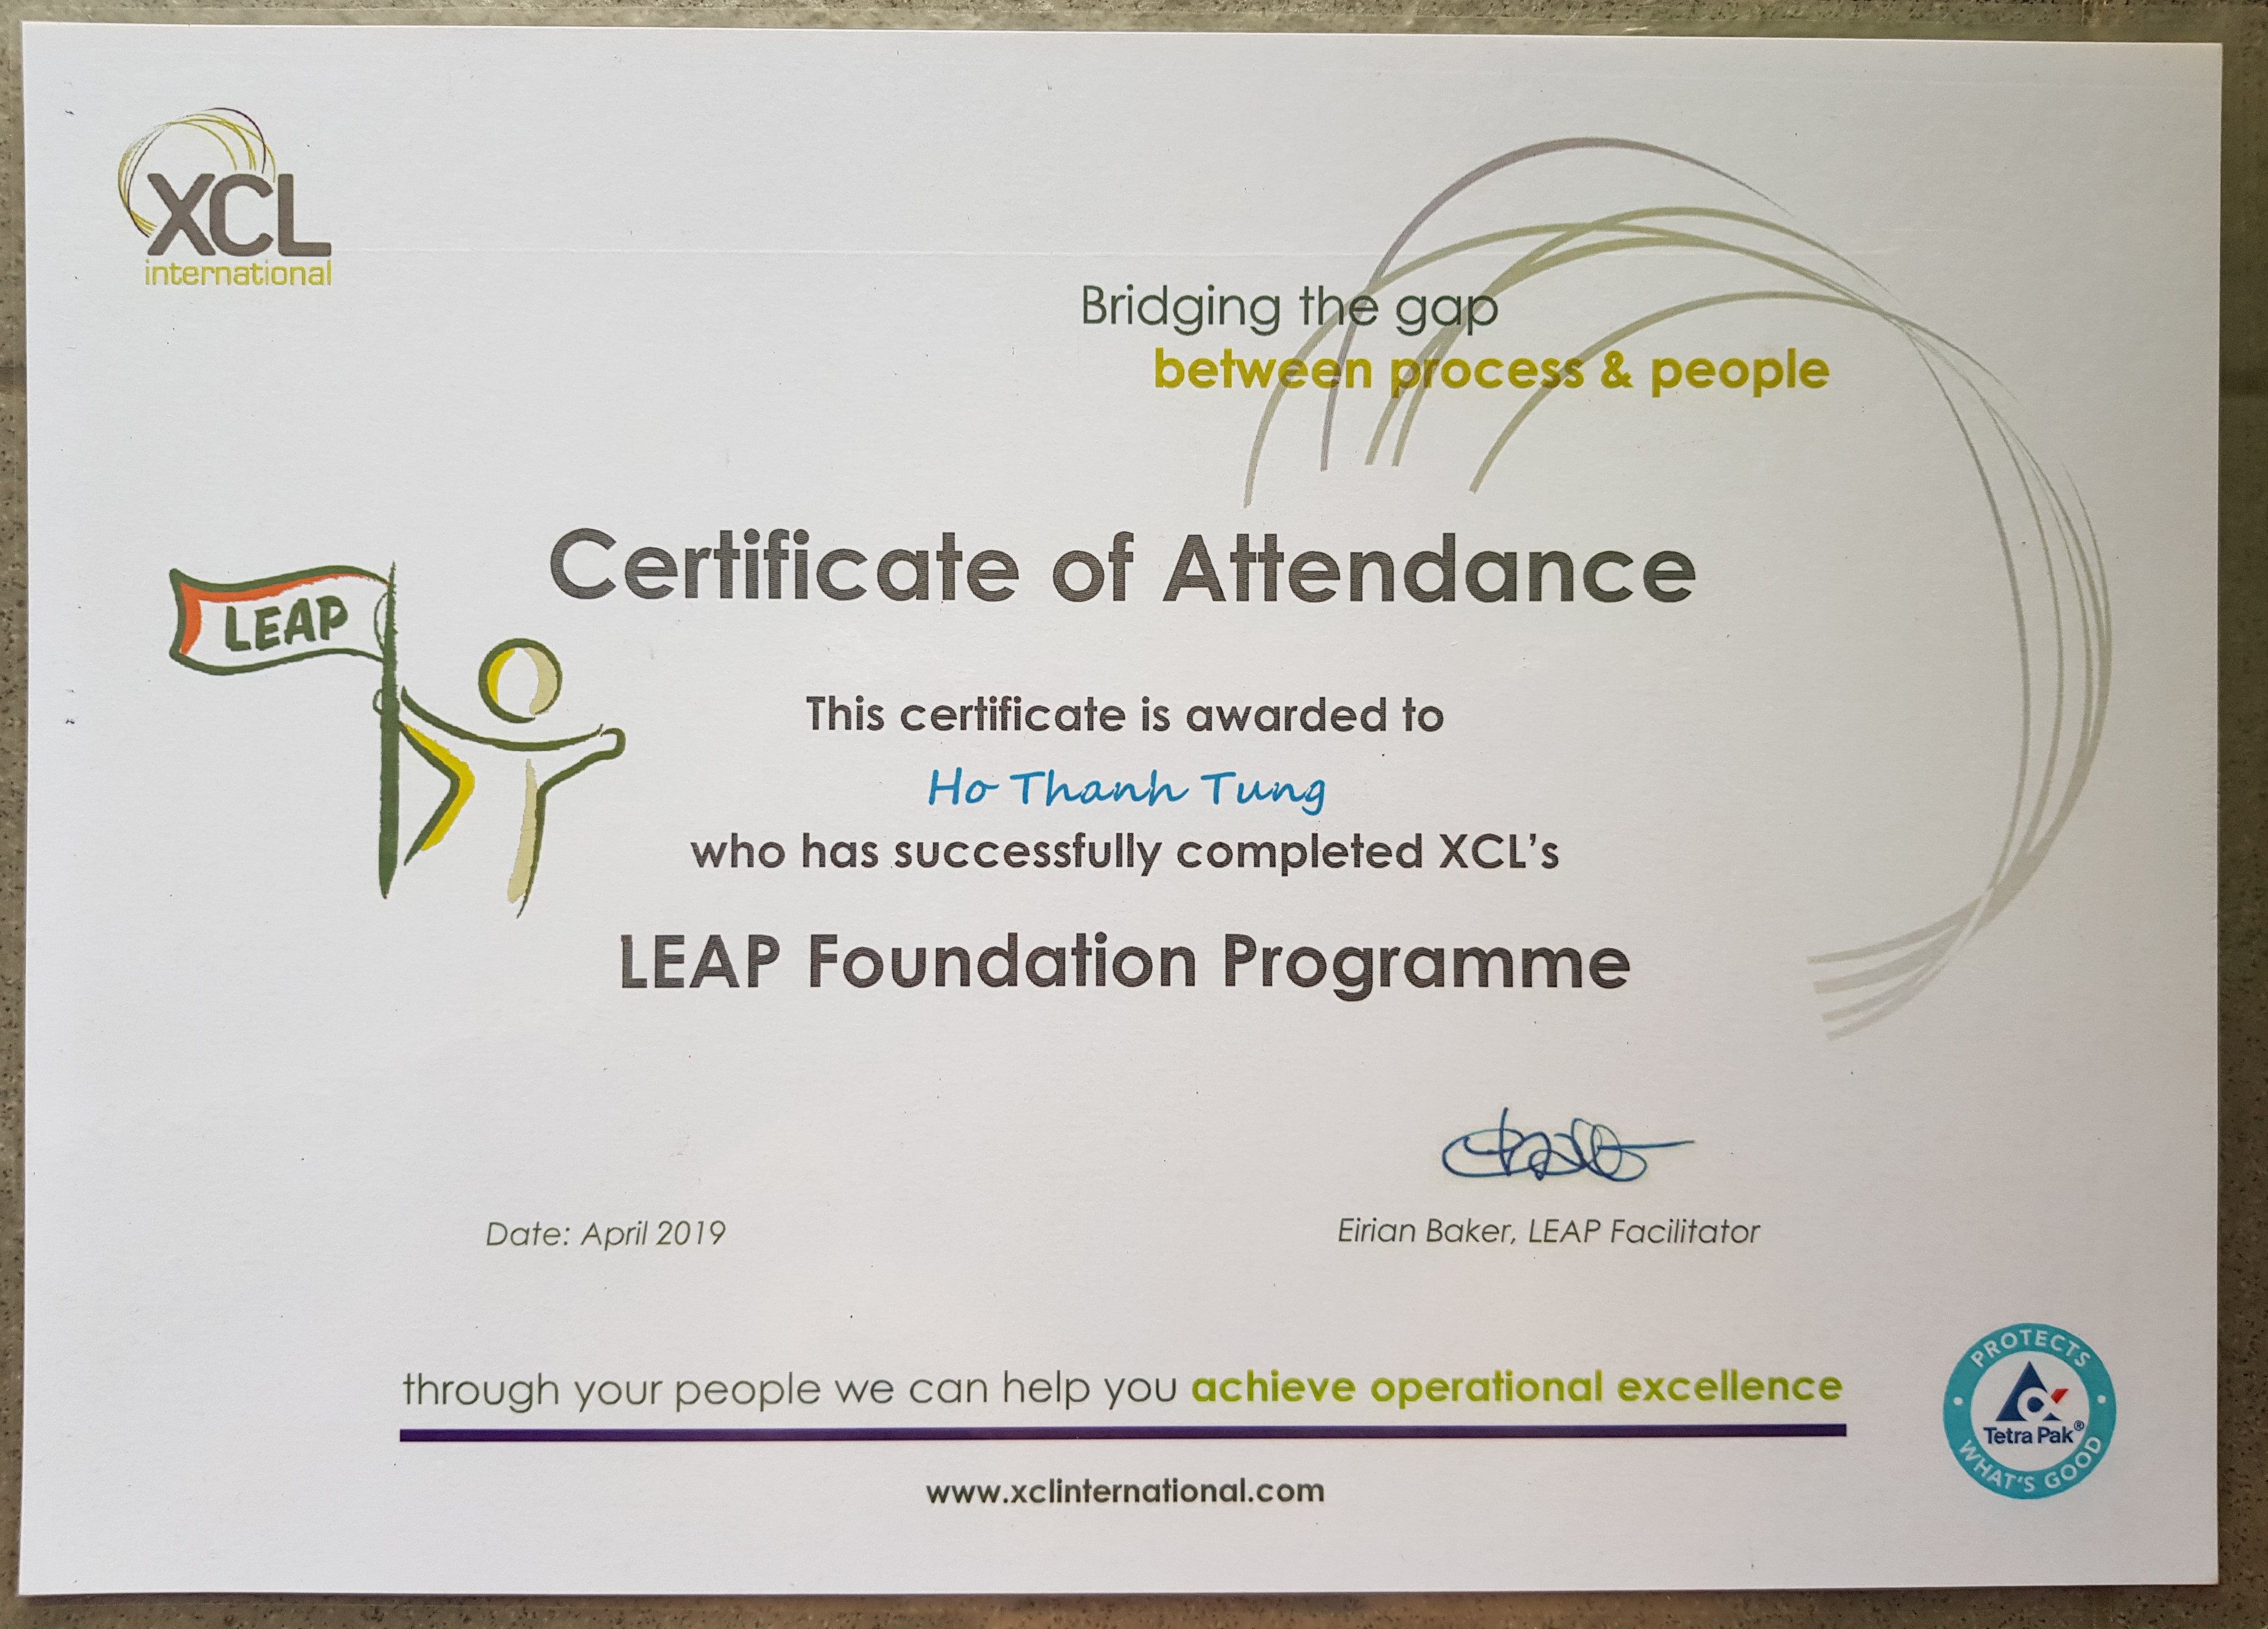 XCL
international
Bridging the gap
between process & people
Certificate of Attendance
LEAP
This certificate is awarded to
Ho Thanh Tung
who has successfully completed XCL's
LEAP Foundation Programme
Date: April 2019
Eirian Baker, LEAP Facilitator
through your people we can help you achieve operational excellence
www.xclinternational.com
PROTECTS
Tetra Pak®
WHAT'S GOOD